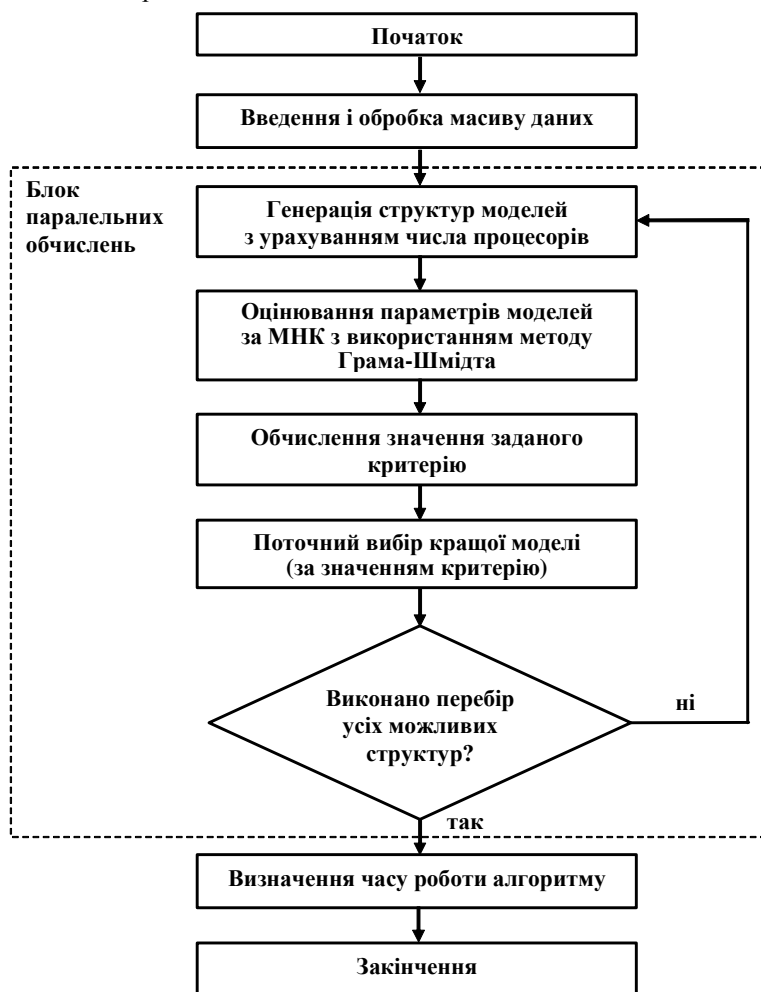 Початок
Введення і обробка масиву даних
Блок
паралельних
обчислень
Генерація структур моделей
з урахуванням числа процесорів
Оцінювання параметрів моделей
за МНК з використанням методу
Грама-Шмідта
Обчислення значення заданого
критерію
Поточний вибір кращої моделі
(за значенням критерію)
Виконано перебір
усіх можливих
структур?
ні
так
Визначення часу роботи алгоритму
Закінчення